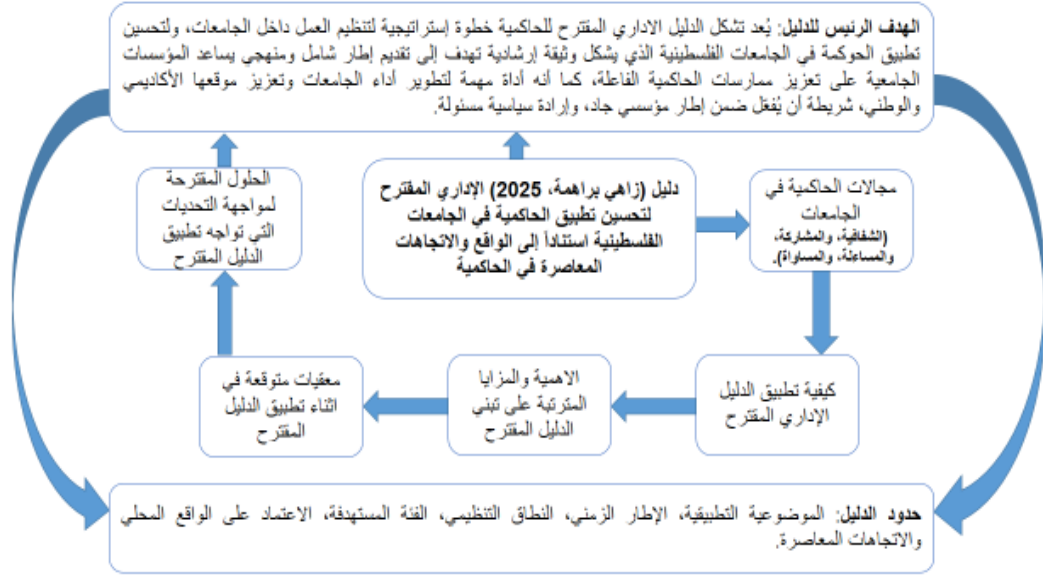 الهدف الرئيس للدليل: يُعد تشكل الدليل الاداري المقترح للحاكمية خطوة إستراتيجية لتنظيم العمل داخل الجامعات، ولتحسين
تطبيق الحوكمة في الجامعات الفلسطينية الذي يشكل وثيقة إرشادية تهدف إلى تقديم إطار شامل ومنهجي يساعد المؤسسات
الجامعية على تعزيز ممارسات الحاكمية الفاعلة، كما أنه أداة مهمة لتطوير أداء الجامعات وتعزيز موقعها الأكاديمي
والوطني، شريطة أن يُفعّل ضمن إطار مؤسسي جاد، وإرادة سياسية مسئولة.
دليل (زاهي براهمة، 2025) الإداري المقترح
لتحسين تطبيق الحاكمية في الجامعات
الفلسطينية استناداً إلى الواقع والاتجاهات
المعاصرة في الحاكمية
مجالات الحاكمية في
الجامعات
(الشفافية، والمشاركة،
والمساءلة، والمساواة).
كيفية تطبيق الدليل
الإداري المقترح
الاهمية والمزايا
المترتبة على تبني
الدليل المقترح
معقيات متوقعة في
اثناء تطبيق الدليل
المقترح
الحلول المقترحة
لمواجهة التحديات
التي تواجه تطبيق
الدليل المقترح
حدود الدليل: الموضوعية التطبيقية، الإطار الزمني، النطاق التنظيمي، الفئة المستهدفة، الاعتماد على الواقع المحلي
والاتجاهات المعاصرة.